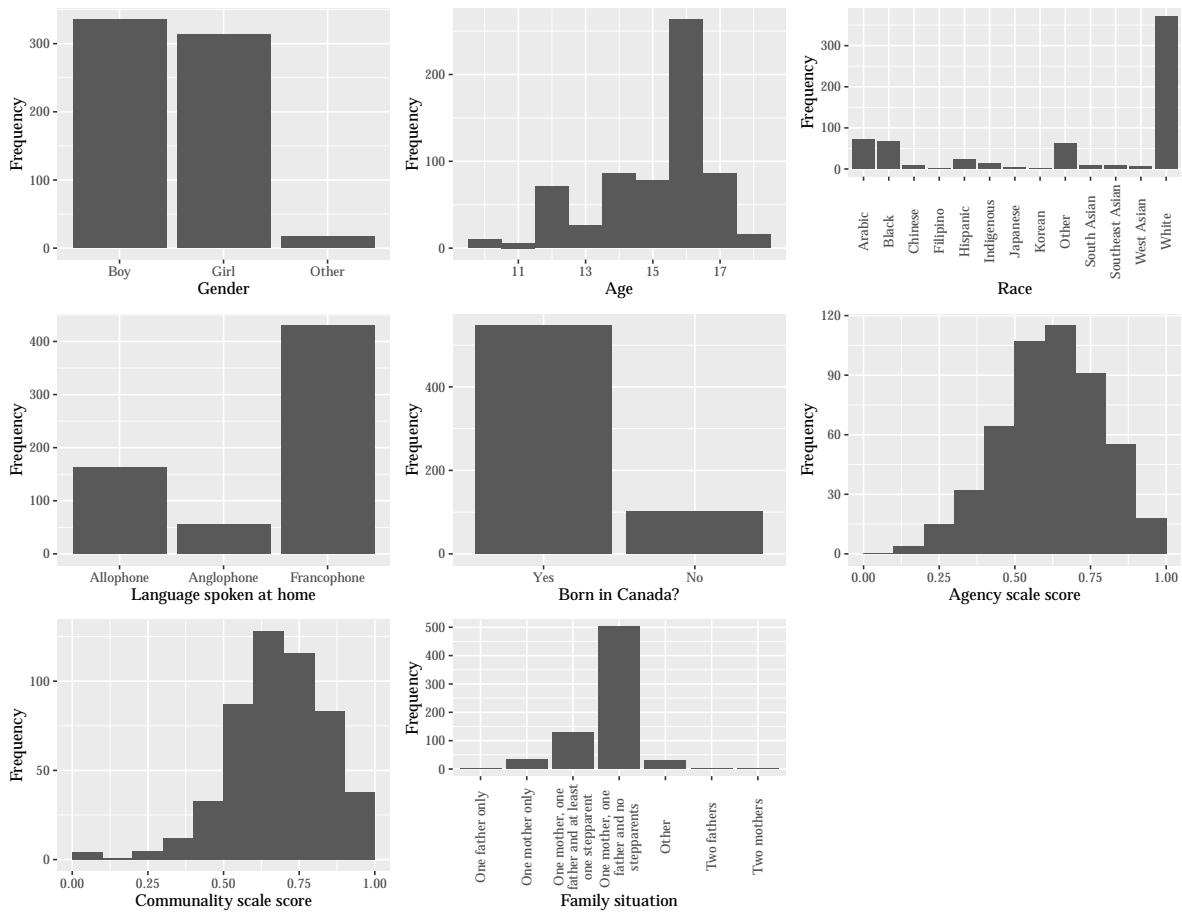 Frequency
300
200
100
0
Boy
Girl
Other
Gender
Frequency
200
100
0
11
13
15
17
Age
Frequency
300
200
100
0
Arabic
Black
Chinese
Filipino
Hispanic
Indigenous
Japanese
Korean
Other
South Asian
Southeast Asian
West Asian
White
Race
Frequency
400
300
200
100
0
Allophone
Anglophone
Francophone
Language spoken at home
Frequency
400
200
0
Yes
No
Born in Canada?
Frequency
120
90
60
30
0
0.00
0.25
0.50
0.75
1.00
Agency scale score
Frequency
100
50
0
0.00
0.25
0.50
0.75
1.00
Communality scale score
Frequency
500
400
300
200
100
0
One father only
One mother only
One mother, one
father and at least
one stepparent
One mother, one
father and no
stepparents
Other
Two fathers
Two mothers
Family situation